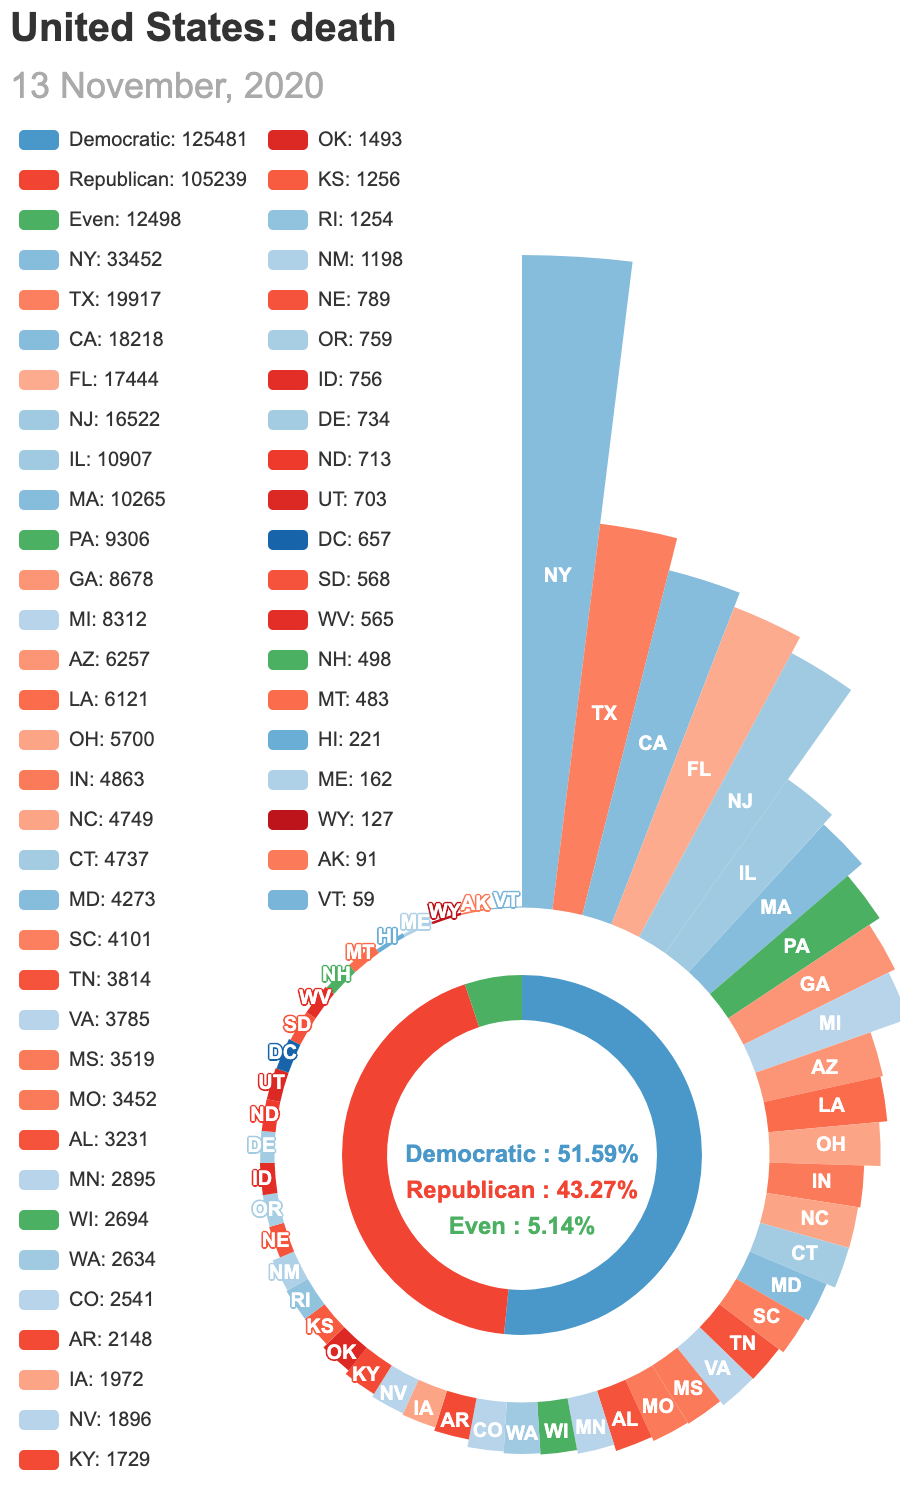 United States: death
13 November, 2020
Democratic: 125481
Republican: 105239
Even: 12498
NY: 33452
TX: 19917
CA: 18218
FL: 17444
NJ: 16522
IL: 10907
MA: 10265
PA: 9306
GA: 8678
MI: 8312
AZ: 6257
LA: 6121
OH: 5700
IN: 4863
NC: 4749
CT: 4737
MD: 4273
SC: 4101
TN: 3814
VA: 3785
MS: 3519
MO: 3452
AL: 3231
MN: 2895
WI: 2694
WA: 2634
CO: 2541
AR: 2148
IA: 1972
NV: 1896
KY: 1729
OK: 1493
KS: 1256
RI: 1254
NM: 1198
NE: 789
OR: 759
ID: 756
DE: 734
ND: 713
UT: 703
DC: 657
SD: 568
WV: 565
NH: 498
MT: 483
HI: 221
ME: 162
WY: 127
AK: 91
VT: 59
NY
TX
CA
FL
NJ
IL
MA
PA
GA
MI
AZ
LA
OH
IN
NC
CT
MD
SC
TN
VA
MS
MO
AL
MN
WI
WA
CO
AR
IA
NV
KY
OK
KS
RI
NM
NE
OR
ID
DE
ND
UT
DC
SD
WV
NH
MT
HI
ME
WY
AK
VT
Democratic : 51.59%
Republican : 43.27%
Even : 5.14%